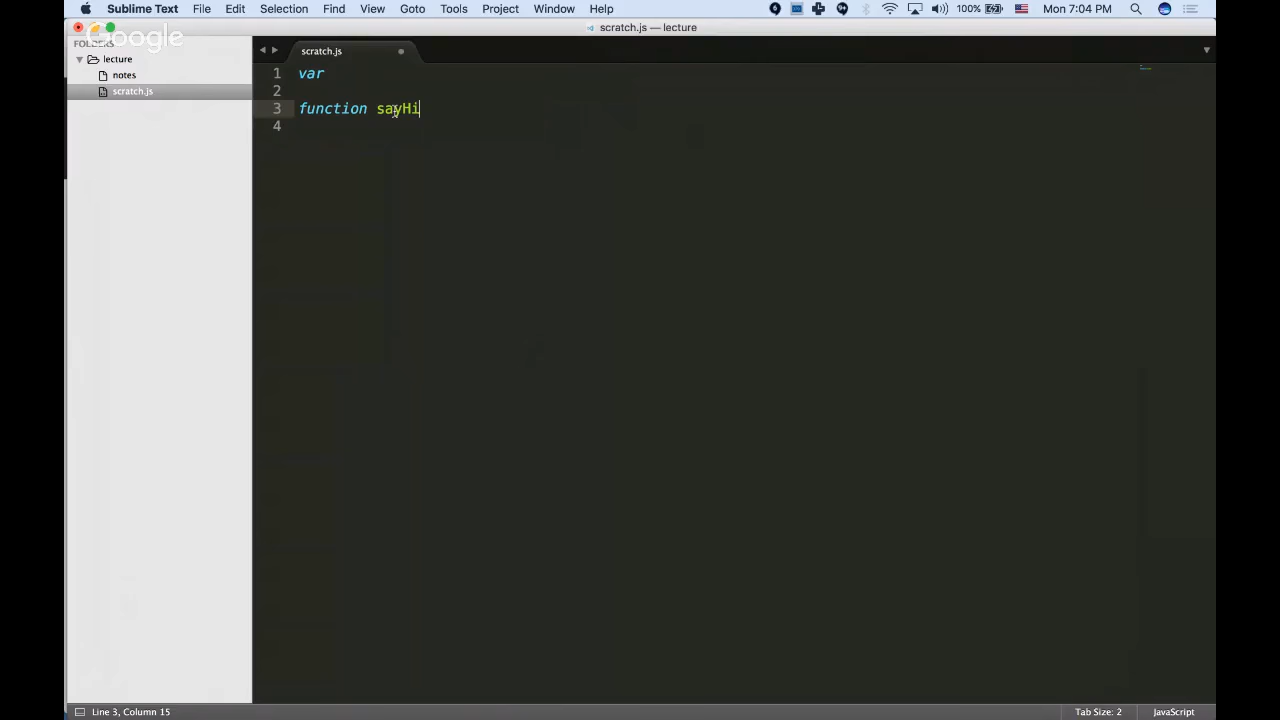 Sublime Text File Edit Selection Find View Goto Tools Project Window Help 100% Mon 7:04 PM
scratch.js — lecture
Google
FOLDERS
lecture
notes
scratch.js
scratch.js
1 var
2
3 function sayHi
4
Line 3, Column 15 Tab Size: 2 JavaScript